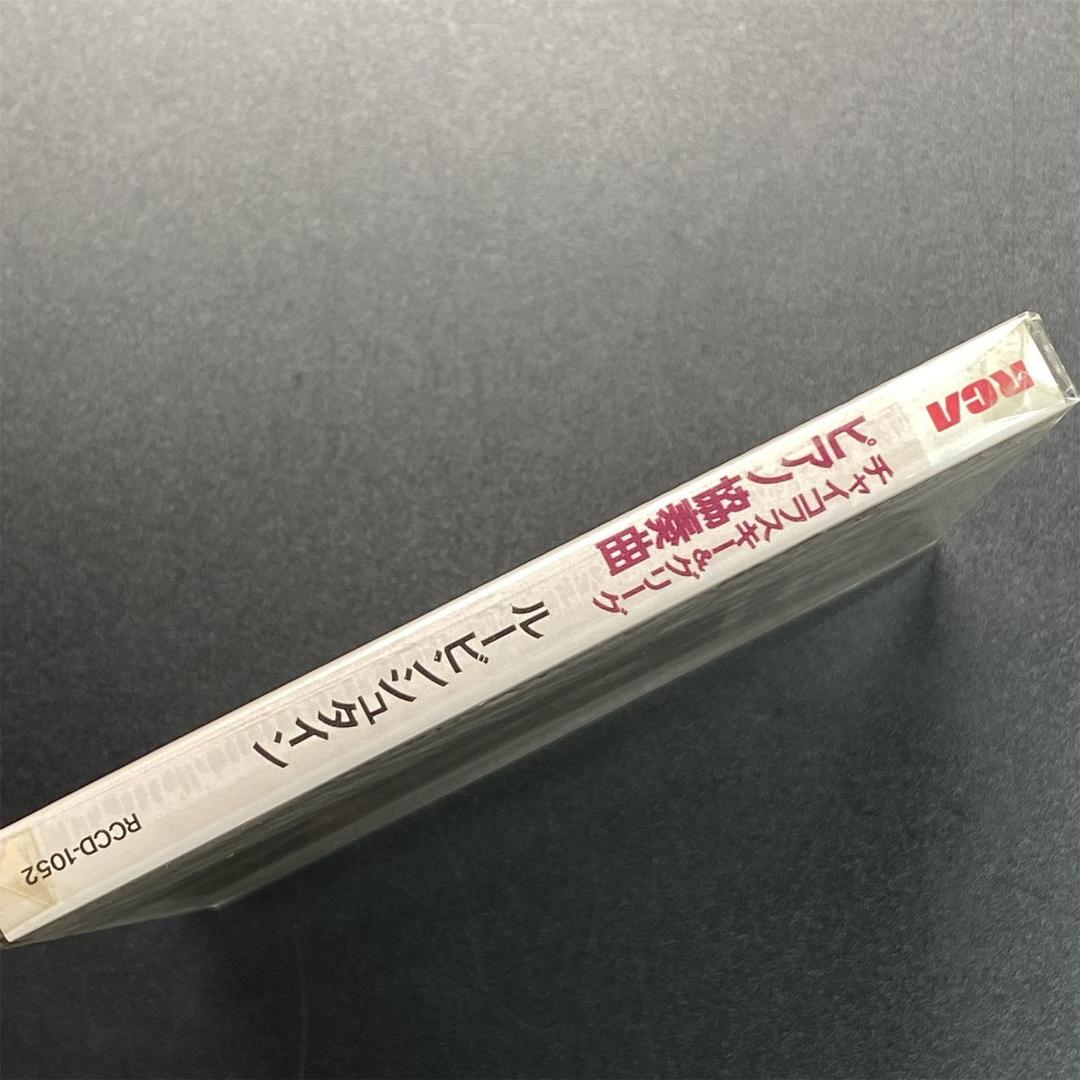 RCA
チャイコフスキー&グリーグ
ピアノ協奏曲
ルービンシュタイン
RCCD-1052